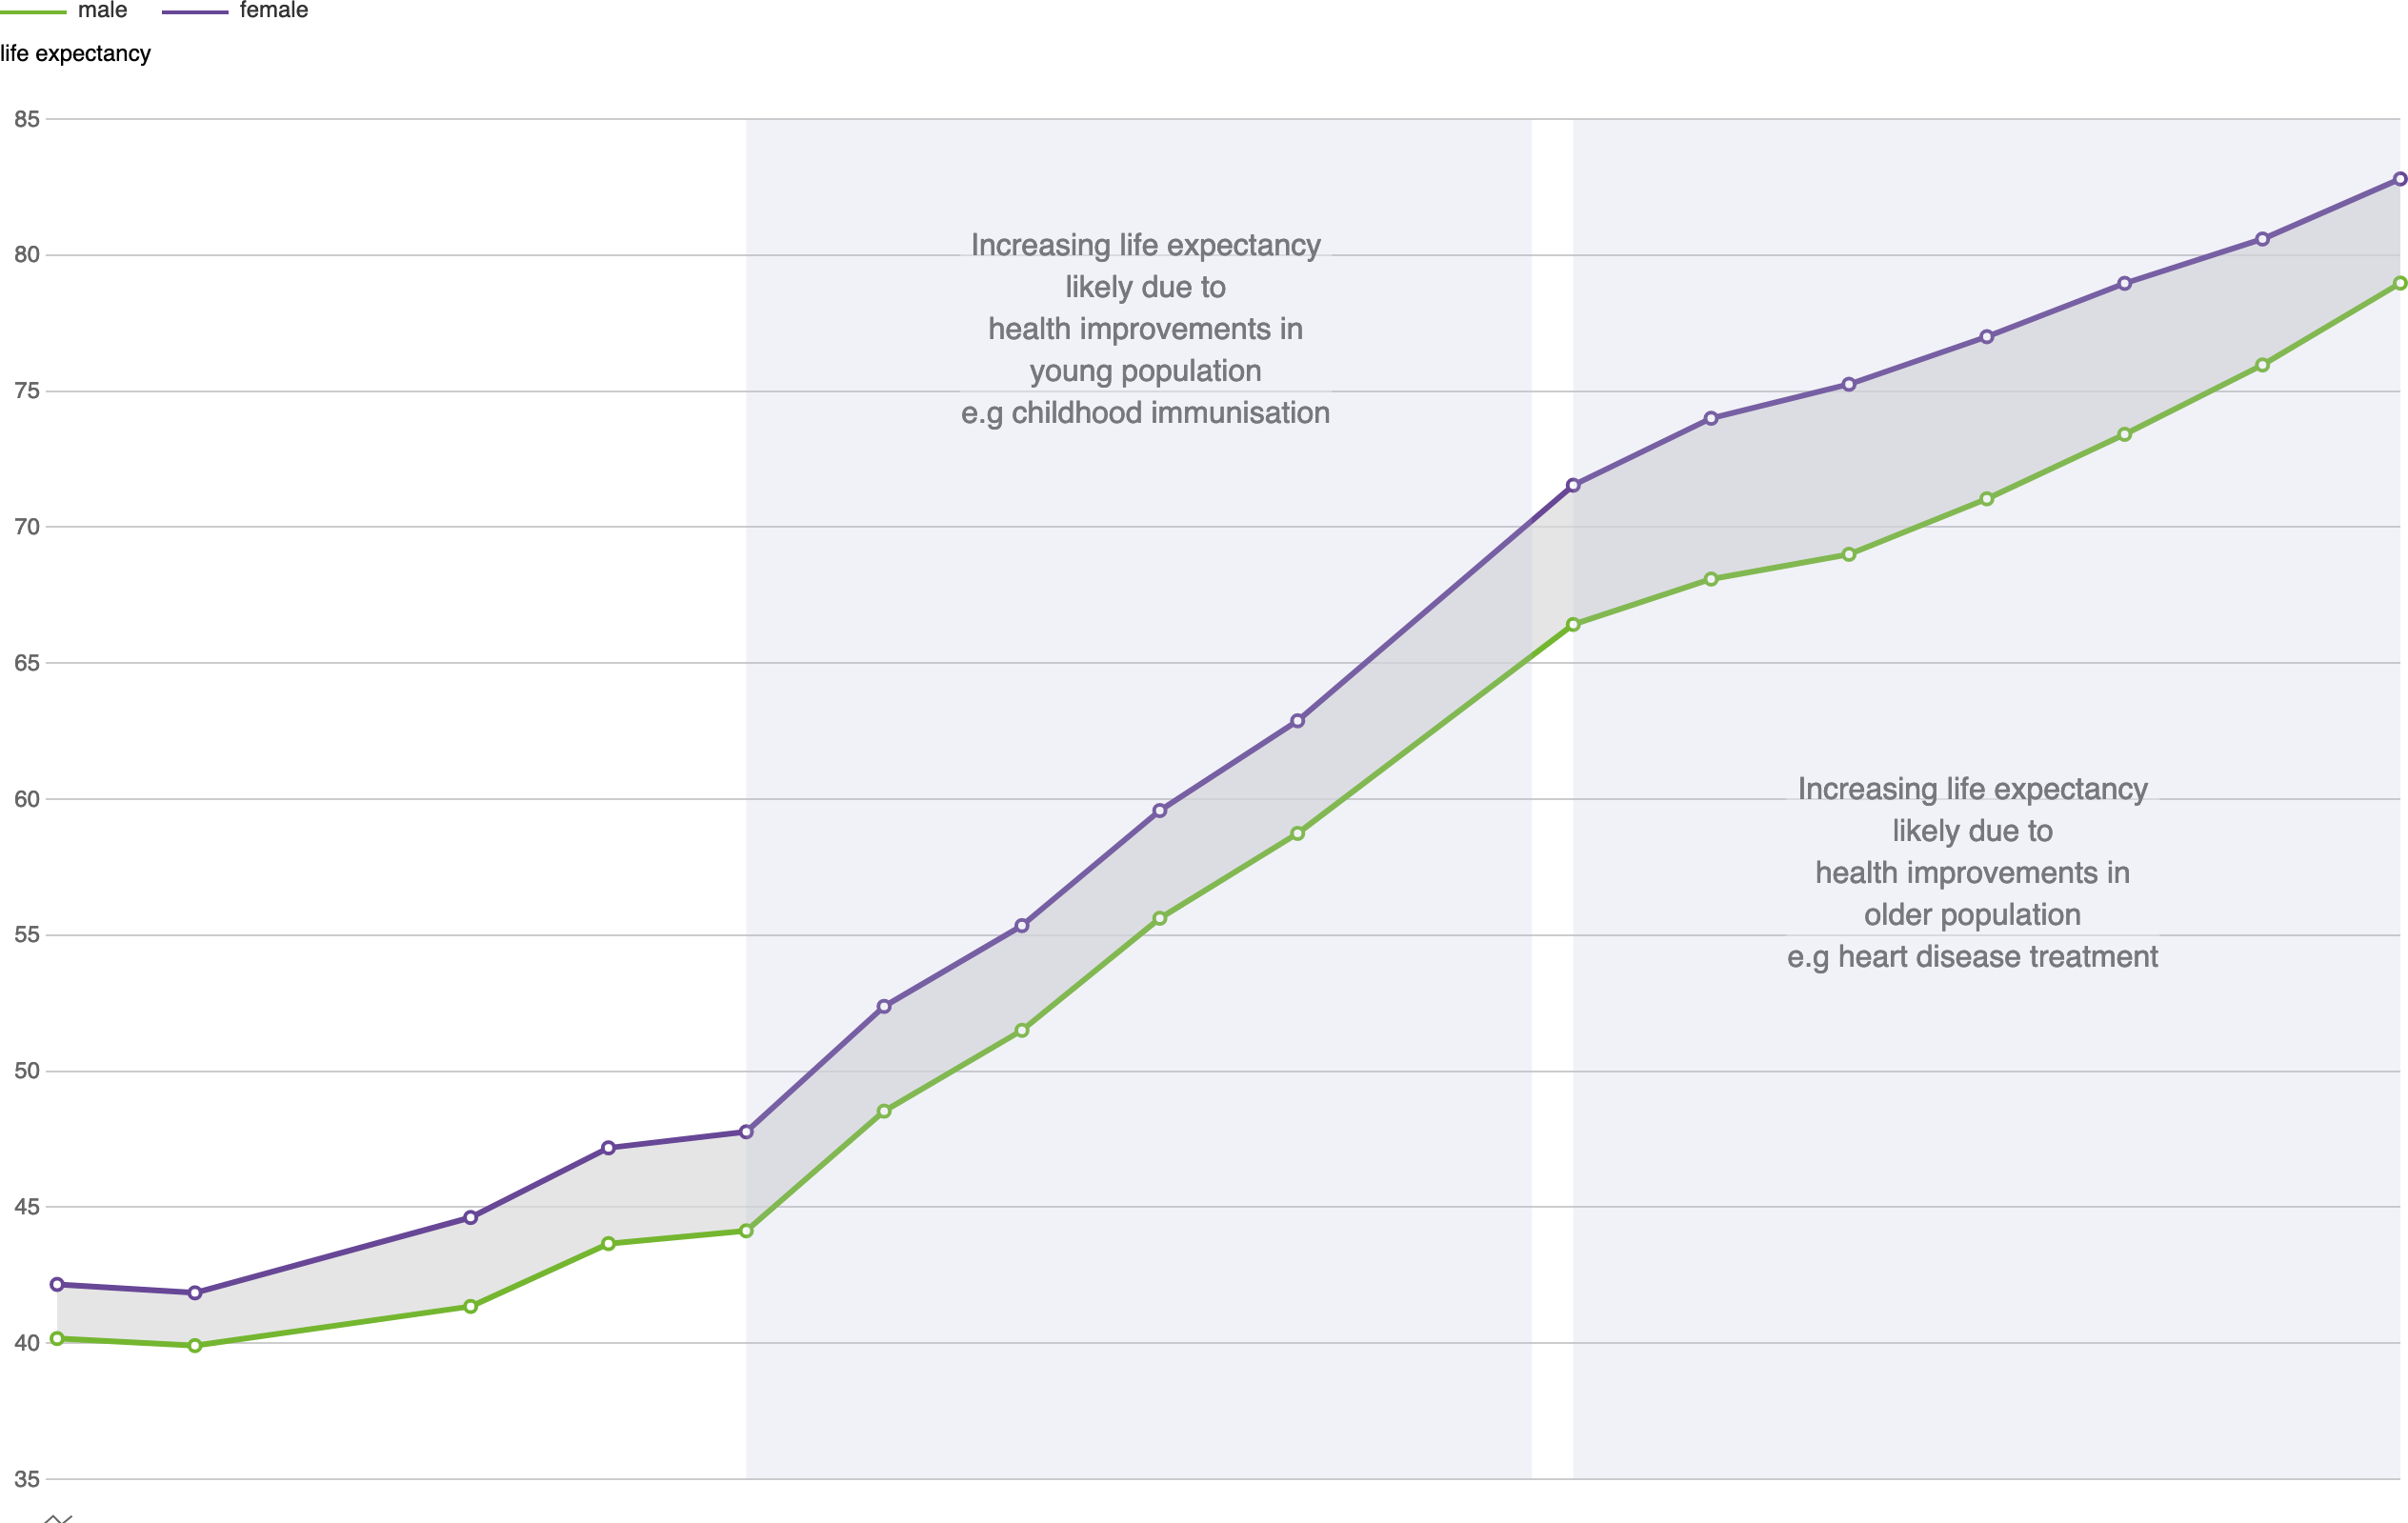 male female
life expectancy
85
80
75
70
65
60
55
50
45
40
35
Increasing life expectancy
likely due to
health improvements in
young population
e.g childhood immunisation
Increasing life expectancy
likely due to
health improvements in
older population
e.g heart disease treatment